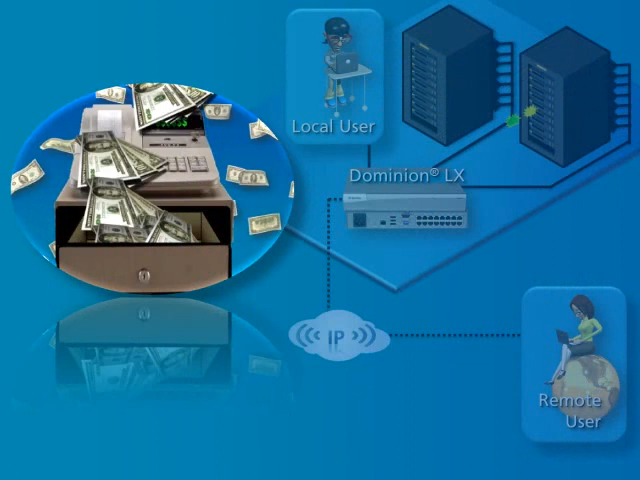 Local User
Dominion® LX
IP
Remote
User